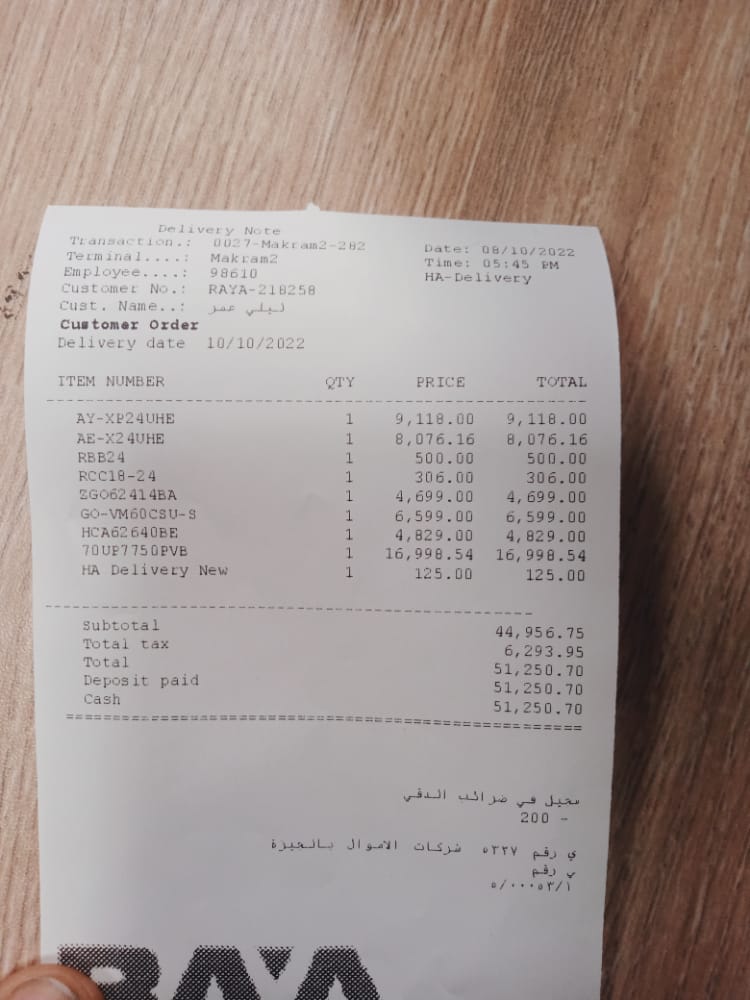 Delivery Note
Transaction.: 0027-Makram2-282
Date: 08/10/2022
Terminal....: Makram2
Time: 05:45 PM
Employee....: 98610
HA-Delivery
Customer No.: RAYA-218258
Cust. Name..: ليلي عمر
Customer Order
Delivery date 10/10/2022
ITEM NUMBER QTY PRICE TOTAL
AY-XP24UHE 1 9,118.00 9,118.00
AE-X24UHE 1 8,076.16 8,076.16
RBB24 1 500.00 500.00
RCC18-24 1 306.00 306.00
ZGO62414BA 1 4,699.00 4,699.00
GO-VM60CSU-S 1 6,599.00 6,599.00
HCA62640BE 1 4,829.00 4,829.00
70UP7750PVB 1 16,998.54 16,998.54
HA Delivery New 1 125.00 125.00
Subtotal 44,956.75
Total tax 6,293.95
Total 51,250.70
Deposit paid 51,250.70
Cash 51,250.70
مسجل في ضرائب الدقي
200 -
ي رقم ٥٣٣٧ شركات الاموال بالجيزة
ب رقم
٥/٠٠٠٥٣/١
RAYA